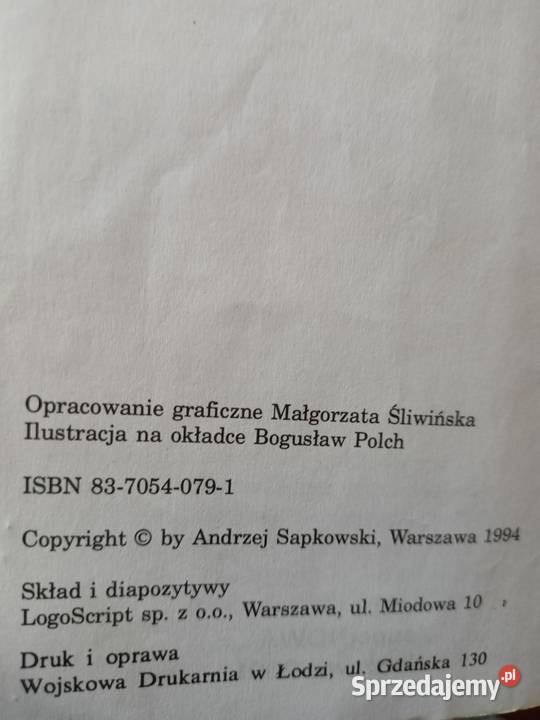 Opracowanie graficzne Małgorzata Śliwińska
Ilustracja na okładce Bogusław Polch
ISBN 83-7054-079-1
Copyright © by Andrzej Sapkowski, Warszawa 1994
Skład i diapozytywy
LogoScript sp. z o.o., Warszawa, ul. Miodowa 10
Druk i oprawa
Wojskowa Drukarnia w Łodzi, ul. Gdańska 130
Sprzedajemy.pl